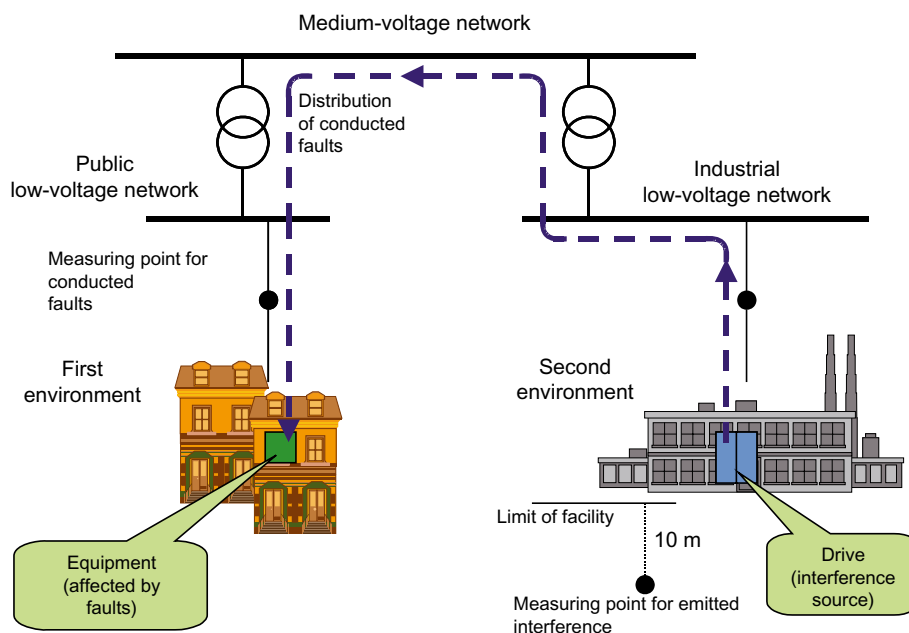 Medium-voltage network
Distribution
of conducted
faults
Public
low-voltage network
Industrial
low-voltage network
Measuring point for
conducted
faults
First
environment
Second
environment
Limit of facility
10 m
Equipment
(affected by
faults)
Drive
(interference
source)
Measuring point for emitted
interference